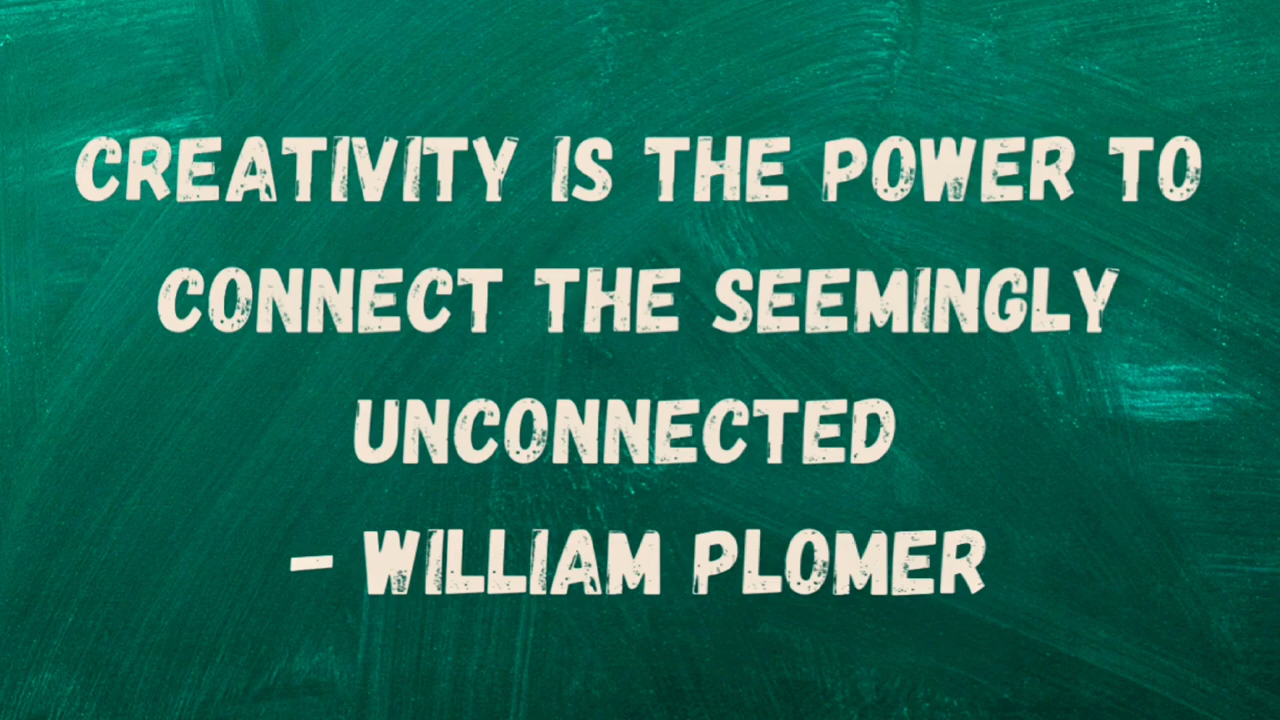 CREATIVITY IS THE POWER TO
CONNECT THE SEEMINGLY
UNCONNECTED
- WILLIAM PLOMER